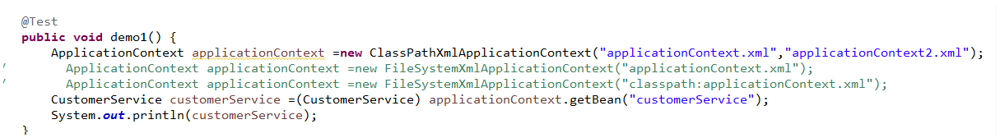 @Test
public void demo1() {
ApplicationContext applicationContext =new ClassPathXmlApplicationContext("applicationContext.xml","applicationContext2.xml");
/ ApplicationContext applicationContext =new FileSystemXmlApplicationContext("applicationContext.xml");
/ ApplicationContext applicationContext =new FileSystemXmlApplicationContext("classpath:applicationContext.xml");
CustomerService customerService =(CustomerService) applicationContext.getBean("customerService");
System.out.println(customerService);
}